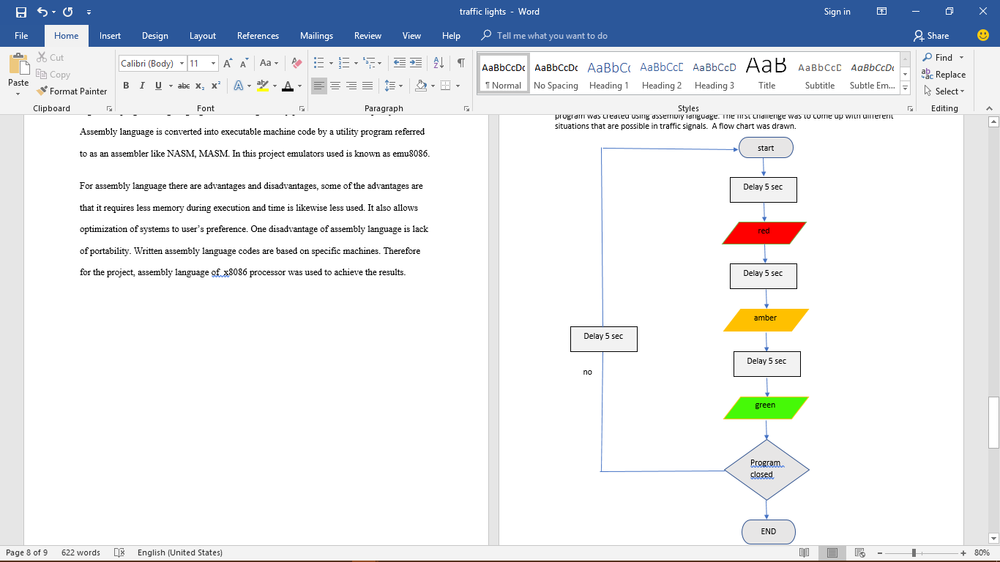 traffic lights - Word
Sign in
File Home Insert Design Layout References Mailings Review View Help Tell me what you want to do Share
Paste
Cut
Copy
Format Painter
Clipboard
Calibri (Body) 11
Font
Paragraph
AaBbCcDc AaBbCcDc AaBbCc AaBbCcD AaBbCcD AaB AaBbCcD AaBbCcDc
¶ Normal No Spacing Heading 1 Heading 2 Heading 3 Title Subtitle Subtle Em...
Styles
Find
Replace
Select
Editing
Assembly language is converted into executable machine code by a utility program referred
to as an assembler like NASM, MASM. In this project emulators used is known as emu8086.
For assembly language there are advantages and disadvantages, some of the advantages are
that it requires less memory during execution and time is likewise less used. It also allows
optimization of systems to user’s preference. One disadvantage of assembly language is lack
of portability. Written assembly language codes are based on specific machines. Therefore
for the project, assembly language of x8086 processor was used to achieve the results.
program was created using assembly language. The first challenge was to come up with different
situations that are possible in traffic signals. A flow chart was drawn.
start
Delay 5 sec
red
Delay 5 sec
amber
Delay 5 sec
Delay 5 sec
no
green
Program
closed
END
Page 8 of 9 622 words English (United States) 80%